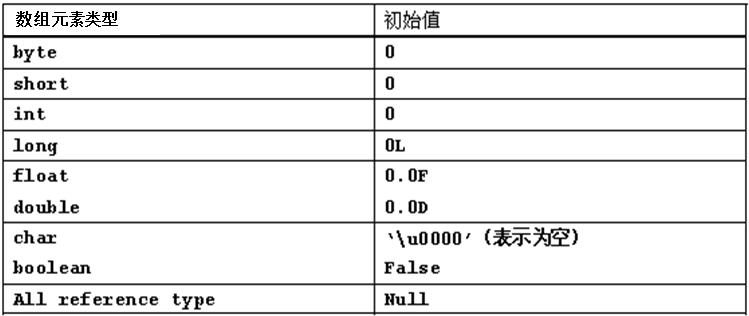 数组元素类型 初始值
byte 0
short 0
int 0
long 0L
float 0.0F
double 0.0D
char ‘\u0000’（表示为空）
boolean False
All reference type Null